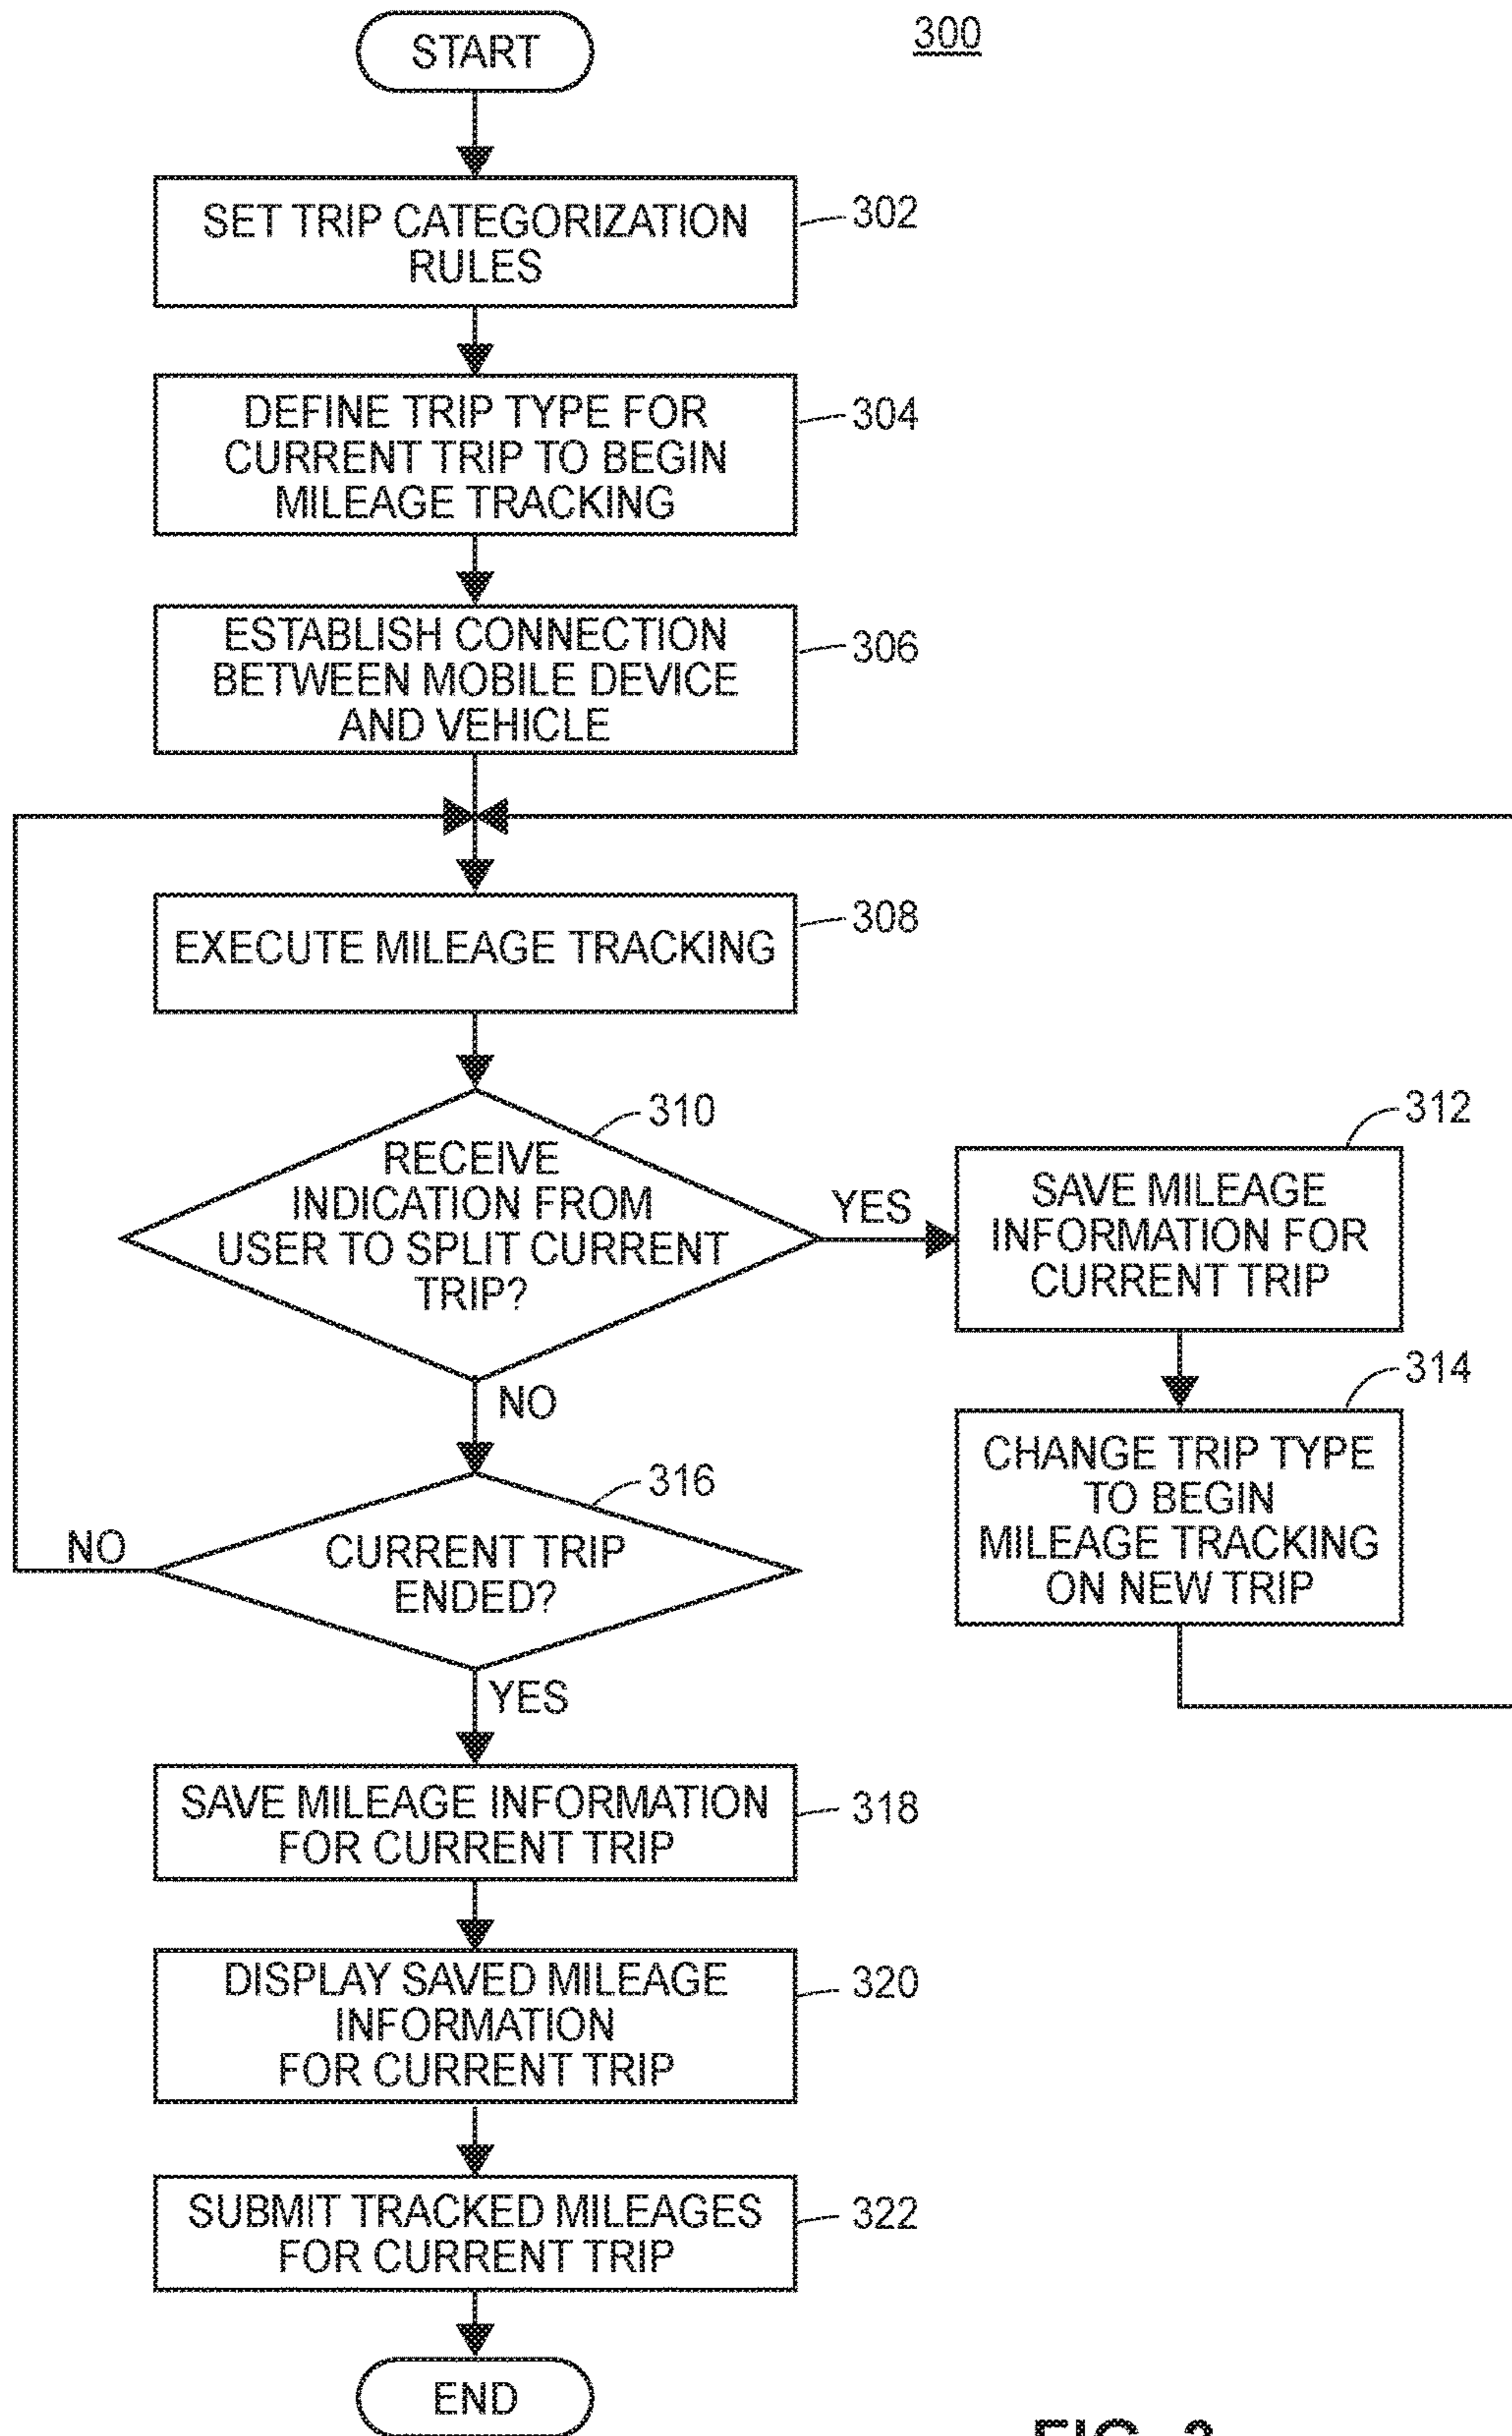 START
300
SET TRIP CATEGORIZATION
RULES
302
DEFINE TRIP TYPE FOR
CURRENT TRIP TO BEGIN
MILEAGE TRACKING
304
ESTABLISH CONNECTION
BETWEEN MOBILE DEVICE
AND VEHICLE
306
EXECUTE MILEAGE TRACKING
308
RECEIVE
INDICATION FROM
USER TO SPLIT CURRENT
TRIP?
310
YES
SAVE MILEAGE
INFORMATION FOR
CURRENT TRIP
312
NO
CHANGE TRIP TYPE
TO BEGIN
MILEAGE TRACKING
ON NEW TRIP
314
CURRENT TRIP
ENDED?
316
NO
YES
SAVE MILEAGE INFORMATION
FOR CURRENT TRIP
318
DISPLAY SAVED MILEAGE
INFORMATION
FOR CURRENT TRIP
320
SUBMIT TRACKED MILEAGES
FOR CURRENT TRIP
322
END
FIG. 3